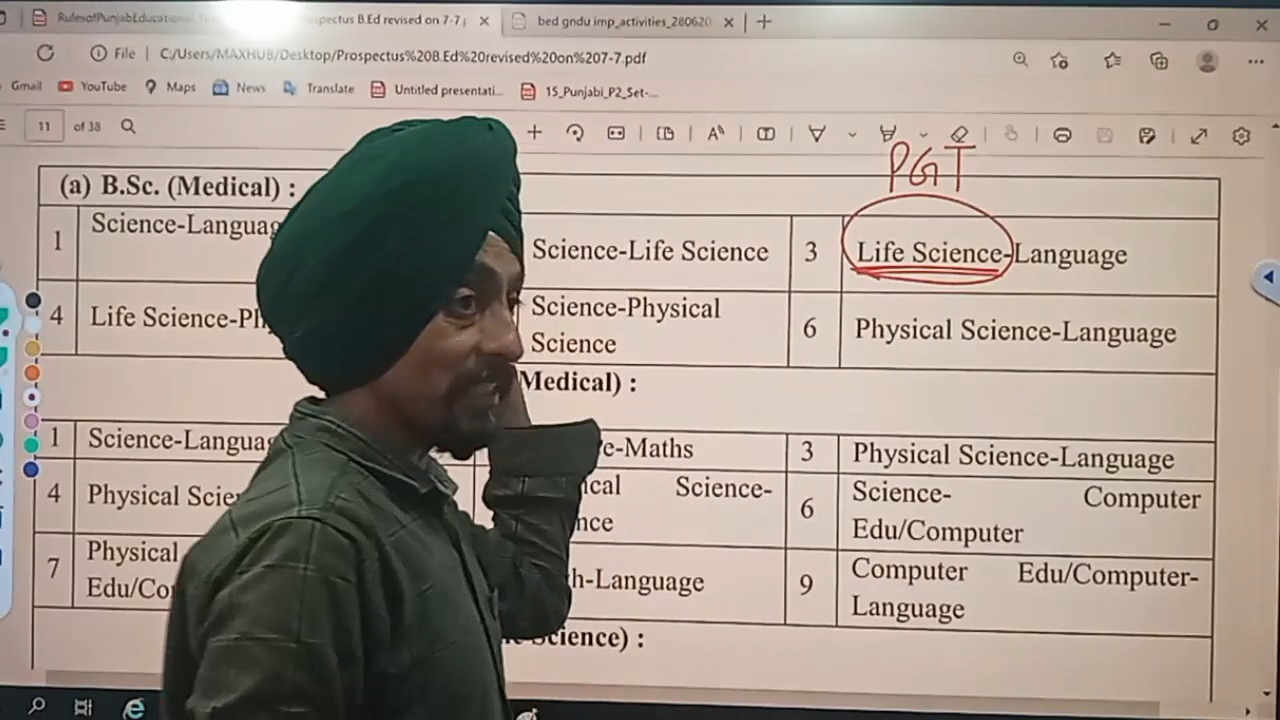 RulesofPunjabEducational
spectus B.Ed revised on 7-7
bed gndu imp_activities_280620
File
C:/Users/MAXHUB/Desktop/Prospectus%20B.Ed%20revised%20on%207-7.pdf
Gmail
YouTube
Maps
News
Translate
Untitled presentati...
15_Punjabi_P2_Set-...
11 of 38
PGT
(a) B.Sc. (Medical) :
1
Science-Languag
Science-Life Science
3
Life Science-Language
4
Life Science-Ph
Science-Physical
Science
6
Physical Science-Language
Medical) :
1
Science-Languag
e-Maths
3
Physical Science-Language
4
Physical Scie
ical Science-
nce
6
Science- Computer
Edu/Computer
7
Physical
Edu/Co
h-Language
9
Computer Edu/Computer-
Language
Science) :